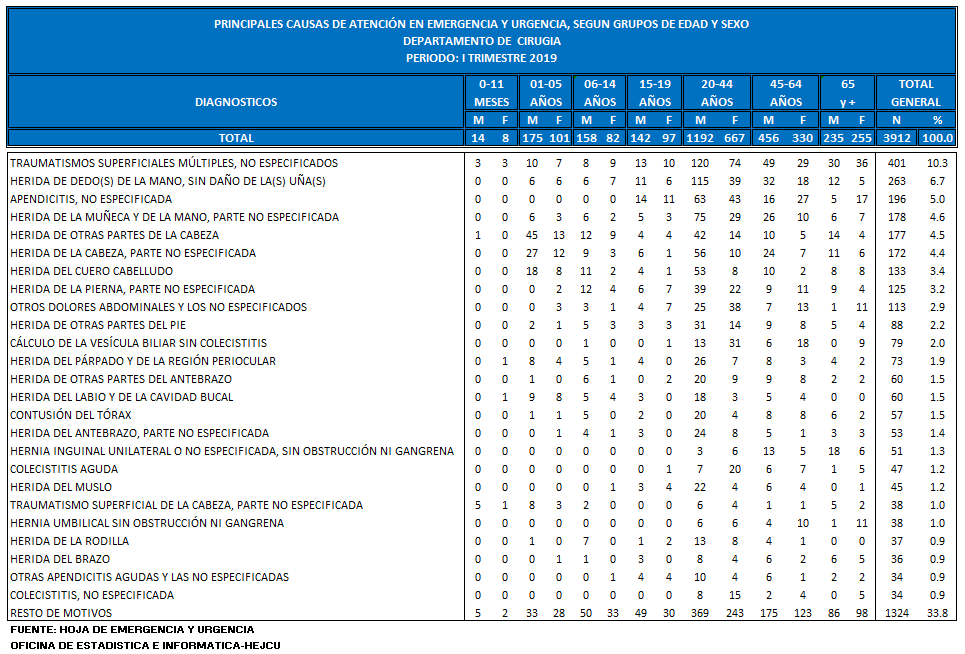 PRINCIPALES CAUSAS DE ATENCIÓN EN EMERGENCIA Y URGENCIA, SEGUN GRUPOS DE EDAD Y SEXO
DEPARTAMENTO DE CIRUGIA
PERIODO: I TRIMESTRE 2019
DIAGNOSTICOS 0-11 MESES 01-05 AÑOS 06-14 AÑOS 15-19 AÑOS 20-44 AÑOS 45-64 AÑOS 65 y + TOTAL GENERAL
M F M F M F M F M F M F M F N %
TOTAL 14 8 175 101 158 82 142 97 1192 667 456 330 235 255 3912 100.0
TRAUMATISMOS SUPERFICIALES MÚLTIPLES, NO ESPECIFICADOS 3 3 10 7 8 9 13 10 120 74 49 29 30 36 401 10.3
HERIDA DE DEDO(S) DE LA MANO, SIN DAÑO DE LA(S) UÑA(S) 0 0 6 6 6 7 11 6 115 39 32 18 12 5 263 6.7
APENDICITIS, NO ESPECIFICADA 0 0 0 0 0 0 14 11 63 43 16 27 5 17 196 5.0
HERIDA DE LA MUÑECA Y DE LA MANO, PARTE NO ESPECIFICADA 0 0 6 3 6 2 5 3 75 29 26 10 6 7 178 4.6
HERIDA DE OTRAS PARTES DE LA CABEZA 1 0 45 13 12 9 4 4 42 14 10 5 14 4 177 4.5
HERIDA DE LA CABEZA, PARTE NO ESPECIFICADA 0 0 27 12 9 3 6 1 56 10 24 7 11 6 172 4.4
HERIDA DEL CUERO CABELLUDO 0 0 18 8 11 2 4 1 53 8 10 2 8 8 133 3.4
HERIDA DE LA PIERNA, PARTE NO ESPECIFICADA 0 0 0 2 12 4 6 7 39 22 9 11 9 4 125 3.2
OTROS DOLORES ABDOMINALES Y LOS NO ESPECIFICADOS 0 0 3 3 3 1 4 7 25 38 7 13 1 11 113 2.9
HERIDA DE OTRAS PARTES DEL PIE 0 0 2 1 5 3 3 3 31 14 9 8 5 4 88 2.2
CÁLCULO DE LA VESÍCULA BILIAR SIN COLECISTITIS 0 0 0 0 1 0 0 1 13 31 6 18 0 9 79 2.0
HERIDA DEL PÁRPADO Y DE LA REGIÓN PERIOCULAR 0 1 8 4 5 1 4 0 26 7 8 3 4 2 73 1.9
HERIDA DE OTRAS PARTES DEL ANTEBRAZO 0 0 1 0 6 1 0 2 20 9 9 8 2 2 60 1.5
HERIDA DEL LABIO Y DE LA CAVIDAD BUCAL 0 1 9 8 5 4 3 0 18 3 5 4 0 0 60 1.5
CONTUSIÓN DEL TÓRAX 0 0 1 1 5 0 2 0 20 4 8 8 6 2 57 1.5
HERIDA DEL ANTEBRAZO, PARTE NO ESPECIFICADA 0 0 0 1 4 1 3 0 24 8 5 1 3 3 53 1.4
HERNIA INGUINAL UNILATERAL O NO ESPECIFICADA, SIN OBSTRUCCIÓN NI GANGRENA 0 0 0 0 0 0 0 0 3 6 13 5 18 6 51 1.3
COLECISTITIS AGUDA 0 0 0 0 0 0 0 1 7 20 6 7 1 5 47 1.2
HERIDA DEL MUSLO 0 0 0 0 0 1 3 4 22 4 6 4 0 1 45 1.2
TRAUMATISMO SUPERFICIAL DE LA CABEZA, PARTE NO ESPECIFICADA 5 1 8 3 2 0 0 0 6 4 1 1 5 2 38 1.0
HERNIA UMBILICAL SIN OBSTRUCCIÓN NI GANGRENA 0 0 0 0 0 0 0 0 6 6 4 10 1 11 38 1.0
HERIDA DE LA RODILLA 0 0 1 0 7 0 1 2 13 8 4 1 0 0 37 0.9
HERIDA DEL BRAZO 0 0 0 1 1 0 3 0 8 4 6 2 6 5 36 0.9
OTRAS APENDICITIS AGUDAS Y LAS NO ESPECIFICADAS 0 0 0 0 0 1 4 4 10 4 6 1 2 2 34 0.9
COLECISTITIS, NO ESPECIFICADA 0 0 0 0 0 0 0 0 8 15 2 4 0 5 34 0.9
RESTO DE MOTIVOS 5 2 33 28 50 33 49 30 369 243 175 123 86 98 1324 33.8
FUENTE: HOJA DE EMERGENCIA Y URGENCIA
OFICINA DE ESTADISTICA E INFORMATICA-HEJCU